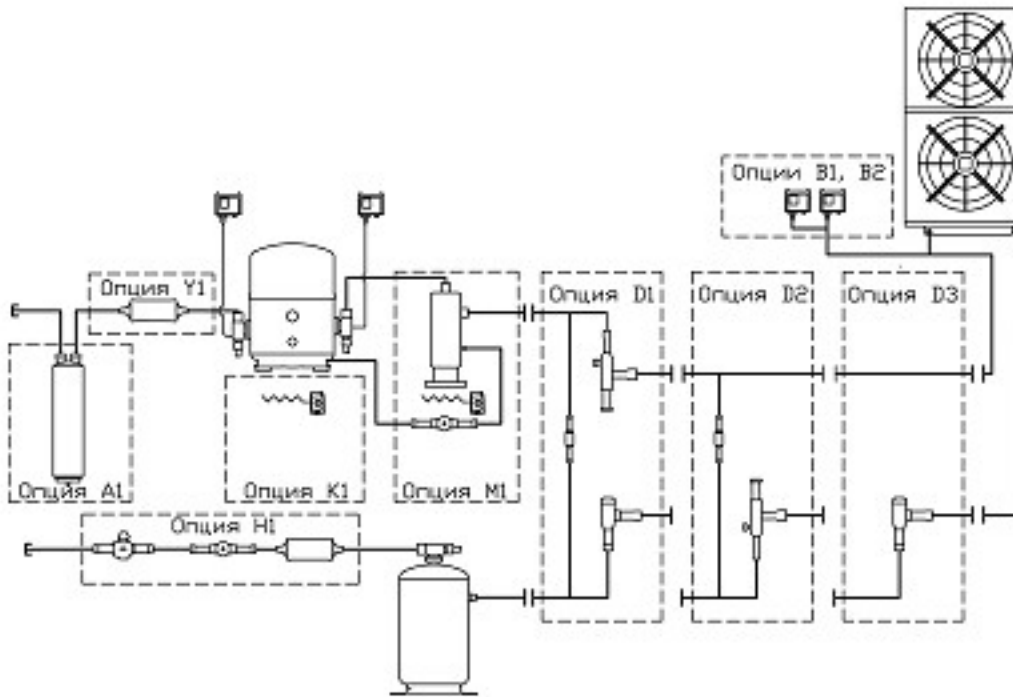 Опции B1, B2
Опция Y1
Опция D1
Опция D2
Опция D3
Опция A1
Опция K1
Опция M1
Опция H1